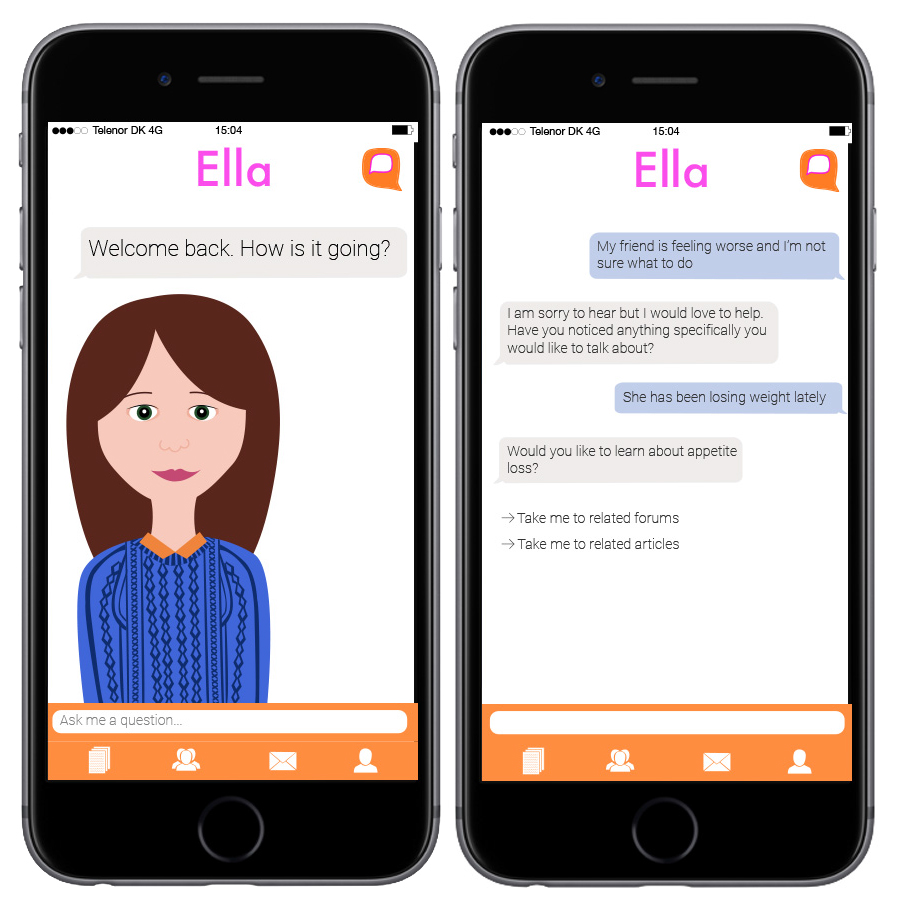 Telenor DK 4G 15:04
Ella
Welcome back. How is it going?
Ask me a question...
Telenor DK 4G 15:04
Ella
My friend is feeling worse and I'm not
sure what to do
I am sorry to hear but I would love to help.
Have you noticed anything specifically you
would like to talk about?
She has been losing weight lately
Would you like to learn about appetite
loss?
→Take me to related forums
→Take me to related articles